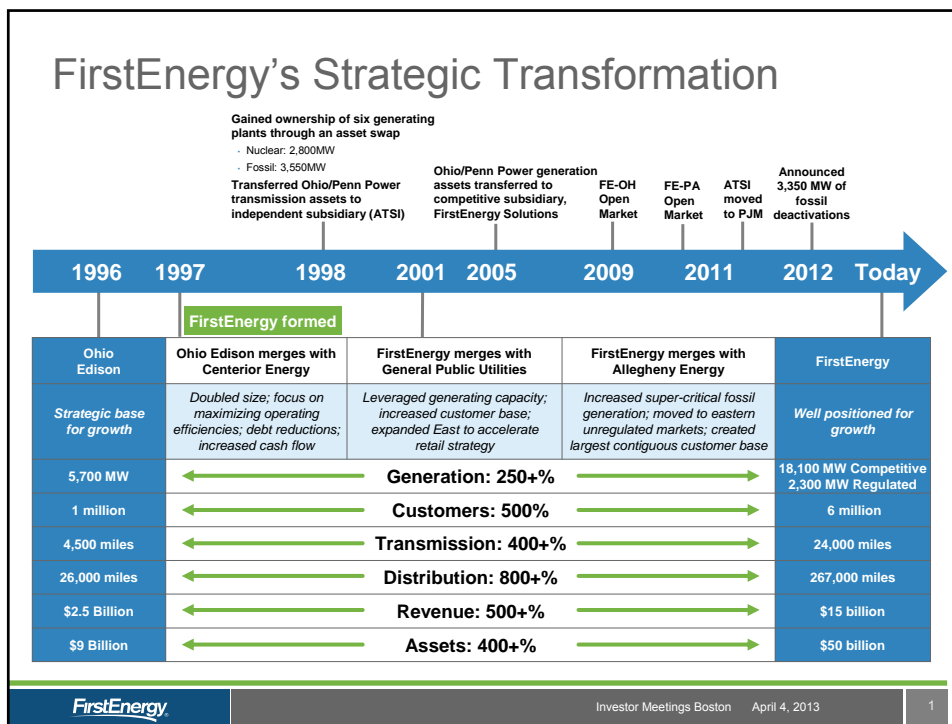 FirstEnergy's Strategic Transformation
Gained ownership of six generating
plants through an asset swap
· Nuclear: 2,800MW
· Fossil: 3,550MW
Transferred Ohio/Penn Power
transmission assets to
independent subsidiary (ATSI)
Ohio/Penn Power generation
assets transferred to
competitive subsidiary,
FirstEnergy Solutions
FE-OH
Open
Market
FE-PA
Open
Market
ATSI
moved
to PJM
Announced
3,350 MW of
fossil
deactivations
1996 1997 1998 2001 2005 2009 2011 2012 Today
FirstEnergy formed
Ohio
Edison
Ohio Edison merges with
Centerior Energy
FirstEnergy merges with
General Public Utilities
FirstEnergy merges with
Allegheny Energy
FirstEnergy
Strategic base
for growth
Doubled size; focus on
maximizing operating
efficiencies; debt reductions;
increased cash flow
Leveraged generating capacity;
increased customer base;
expanded East to accelerate
retail strategy
Increased super-critical fossil
generation; moved to eastern
unregulated markets; created
largest contiguous customer base
Well positioned for
growth
5,700 MW
Generation: 250+%
18,100 MW Competitive
2,300 MW Regulated
1 million
Customers: 500%
6 million
4,500 miles
Transmission: 400+%
24,000 miles
26,000 miles
Distribution: 800+%
267,000 miles
$2.5 Billion
Revenue: 500+%
$15 billion
$9 Billion
Assets: 400+%
$50 billion
FirstEnergy®
Investor Meetings Boston April 4, 2013 1